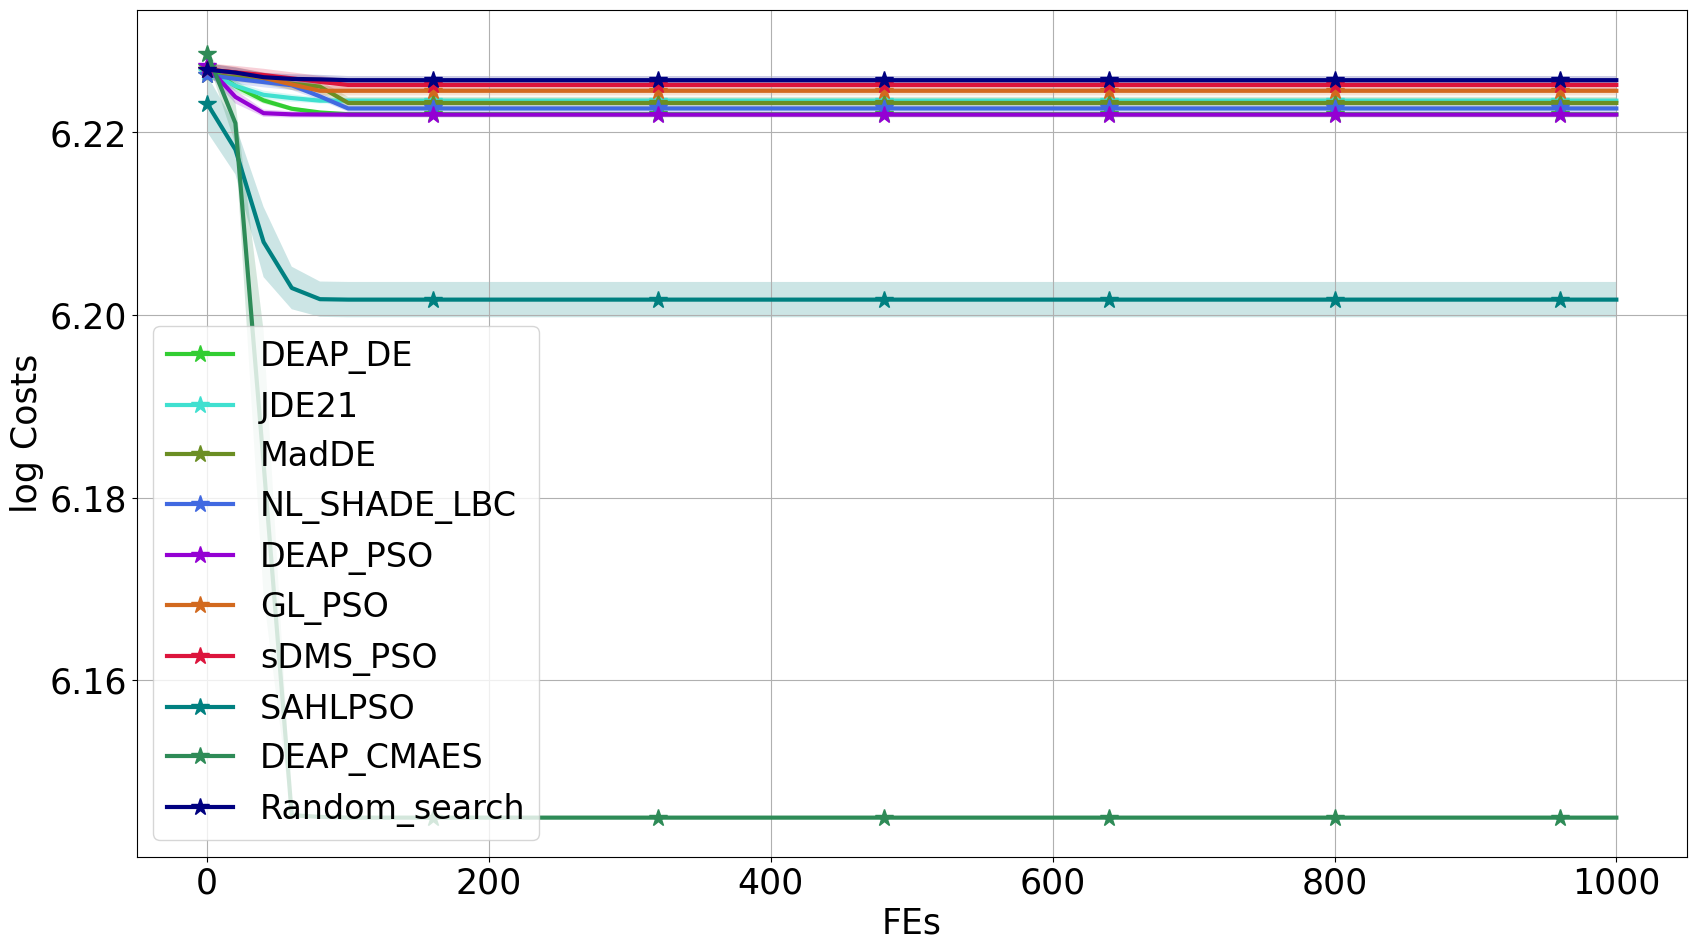 log Costs
6.22
6.20
6.18
6.16
DEAP_DE
JDE21
MadDE
NL_SHADE_LBC
DEAP_PSO
GL_PSO
sDMS_PSO
SAHLPSO
DEAP_CMAES
Random_search
0 200 400 600 800 1000
FEs